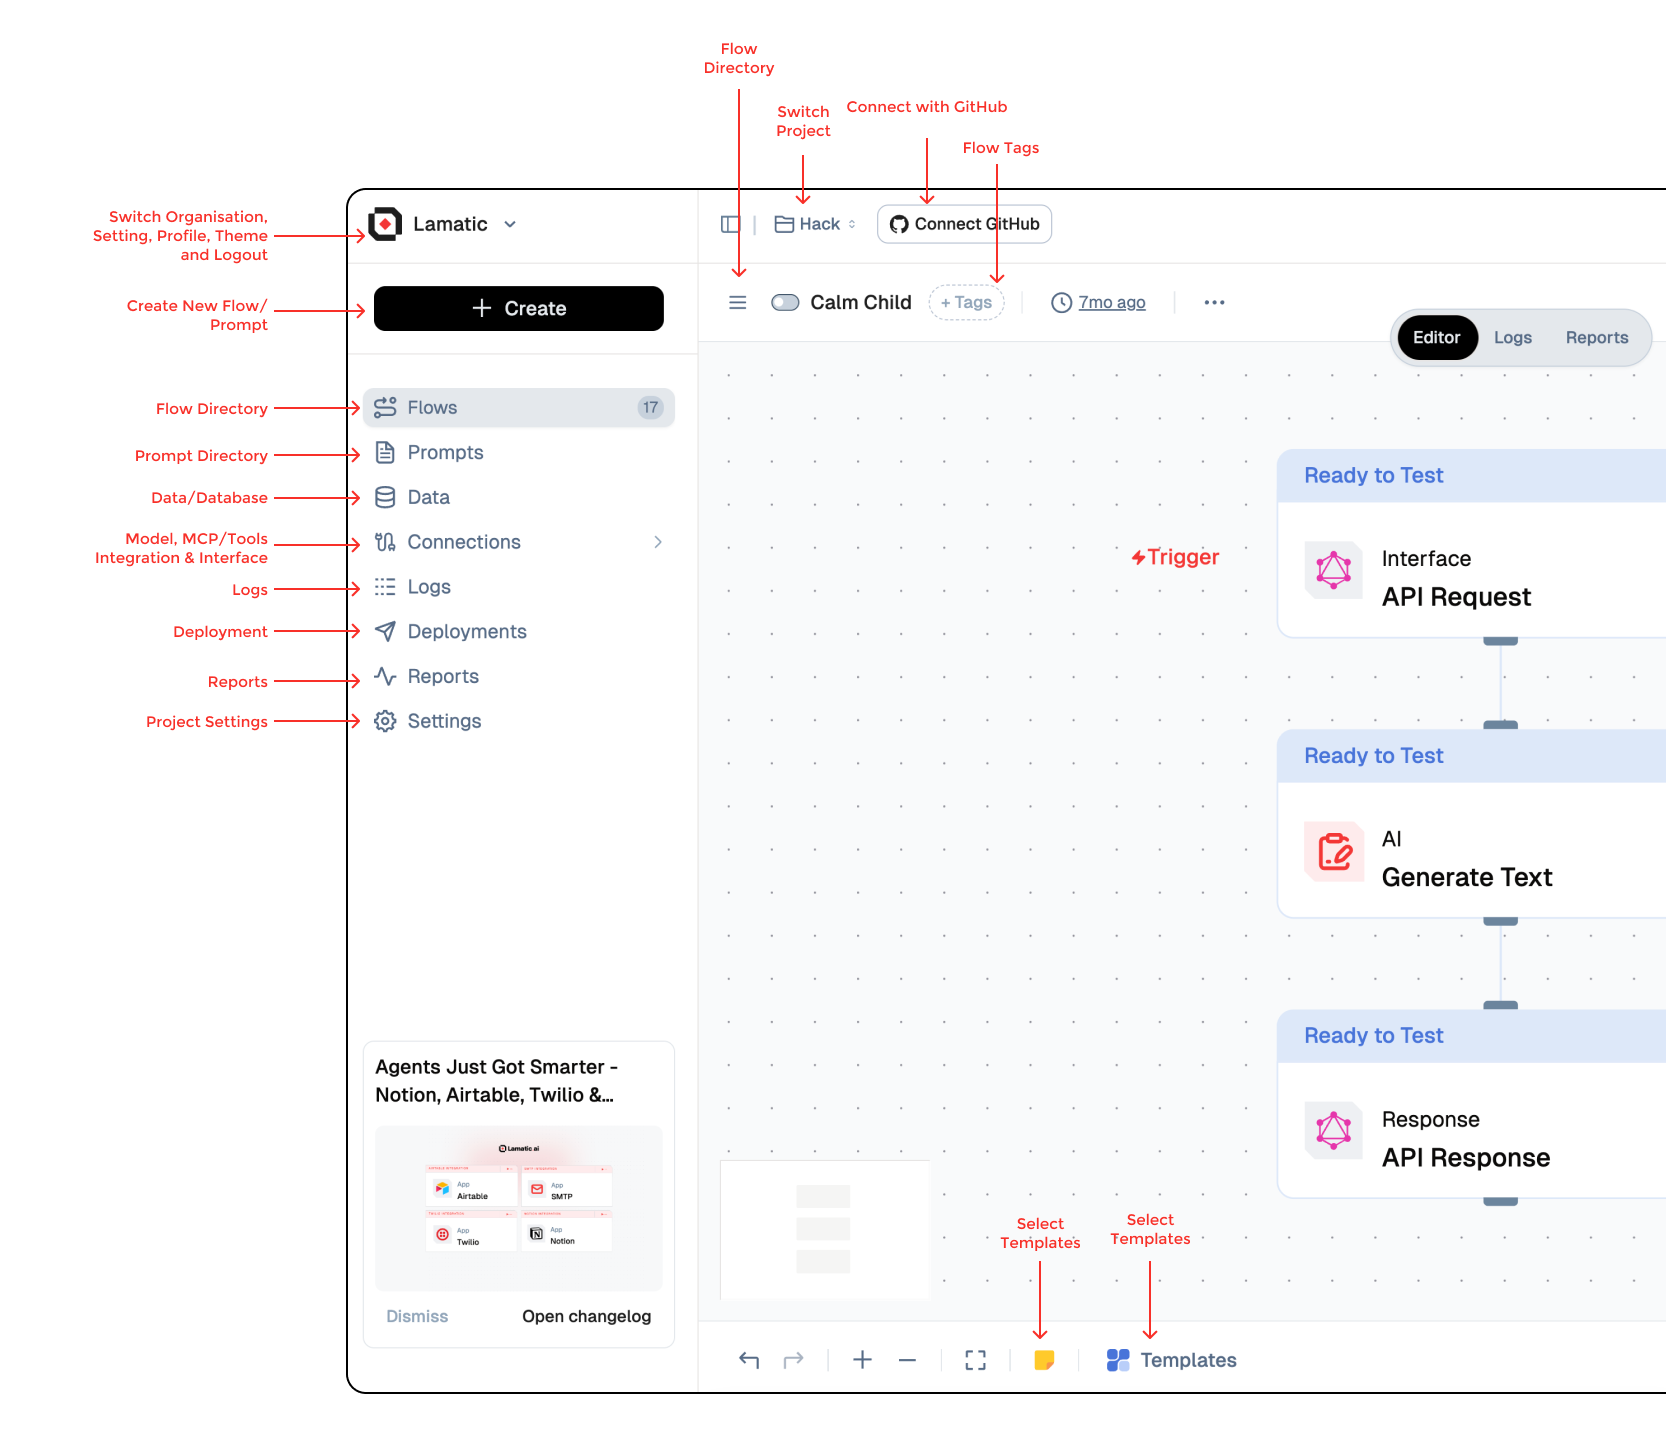 Flow
Directory
Switch
Project
Connect with GitHub
Flow Tags
Switch Organisation,
Setting, Profile, Theme
and Logout
Lamatic
Hack
Connect GitHub
Create New Flow/
Prompt
Create
Calm Child
+ Tags
7mo ago
Editor
Logs
Reports
Flow Directory
Flows
17
Prompt Directory
Prompts
Data/Database
Data
Model, MCP/Tools
Integration & Interface
Connections
Logs
Logs
Deployment
Deployments
Reports
Reports
Project Settings
Settings
Trigger
Ready to Test
Interface
API Request
Ready to Test
AI
Generate Text
Ready to Test
Response
API Response
Agents Just Got Smarter -
Notion, Airtable, Twilio &...
Lamatic.ai
App
Airtable
App
SMTP
App
Twilio
App
Notion
Dismiss
Open changelog
Select
Templates
Select
Templates
Templates